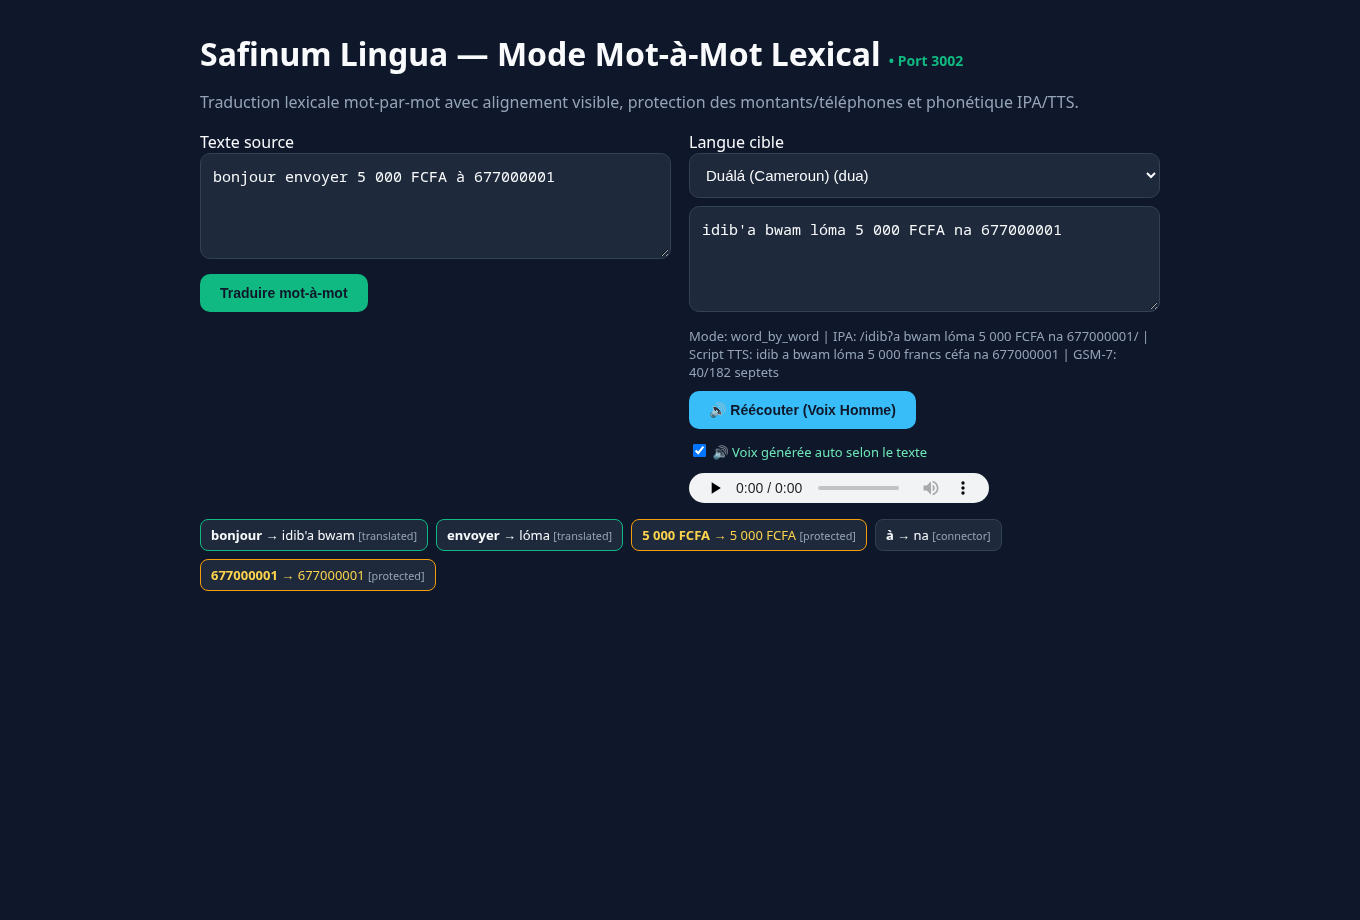 Safinum Lingua — Mode Mot-à-Mot Lexical • Port 3002
Traduction lexicale mot-par-mot avec alignement visible, protection des montants/téléphones et phonétique IPA/TTS.
Texte source
bonjour envoyer 5 000 FCFA à 677000001
Traduire mot-à-mot
Langue cible
Duálá (Cameroun) (dua)
idib'a bwam lóma 5 000 FCFA na 677000001
Mode: word_by_word | IPA: /idibʔa bwam lóma 5 000 FCFA na 677000001/ |
Script TTS: idib a bwam lóma 5 000 francs céfa na 677000001 | GSM-7:
40/182 septets
🔊 Réécouter (Voix Homme)
🔊 Voix générée auto selon le texte
0:00 / 0:00
bonjour → idib'a bwam [translated]
envoyer → lóma [translated]
5 000 FCFA → 5 000 FCFA [protected]
à → na [connector]
677000001 → 677000001 [protected]